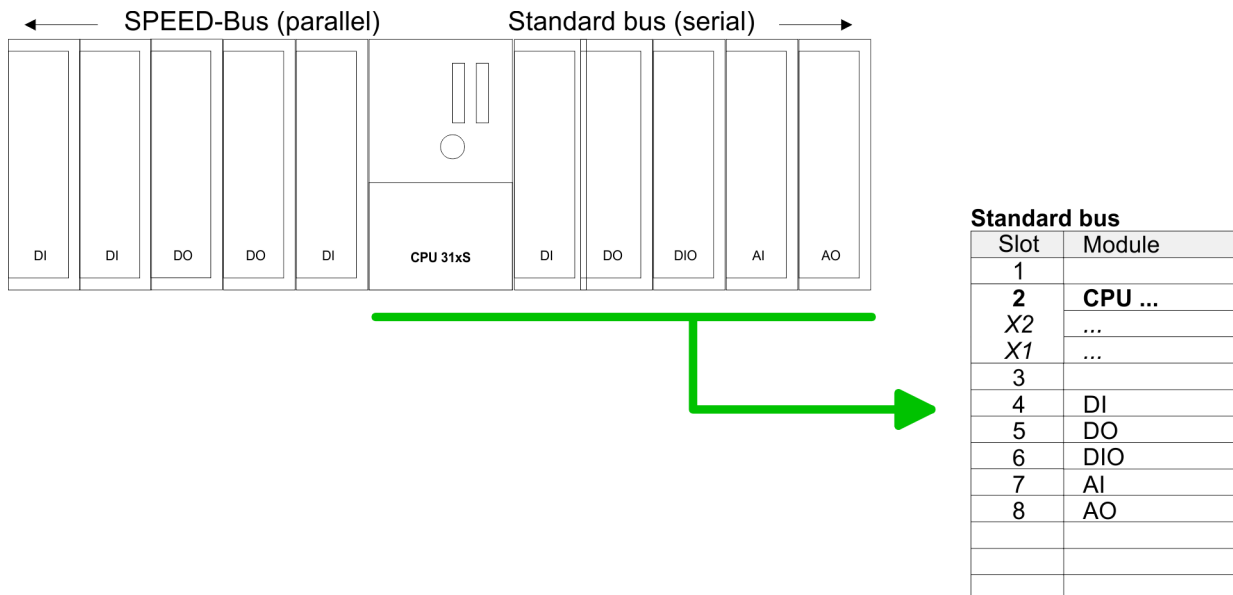 SPEED-Bus (parallel) Standard bus (serial)
DI DI DO DO DI CPU 31xS DI DO DIO AI AO
Standard bus
Slot Module
1
2 CPU ...
X2 ...
X1 ...
3
4 DI
5 DO
6 DIO
7 AI
8 AO